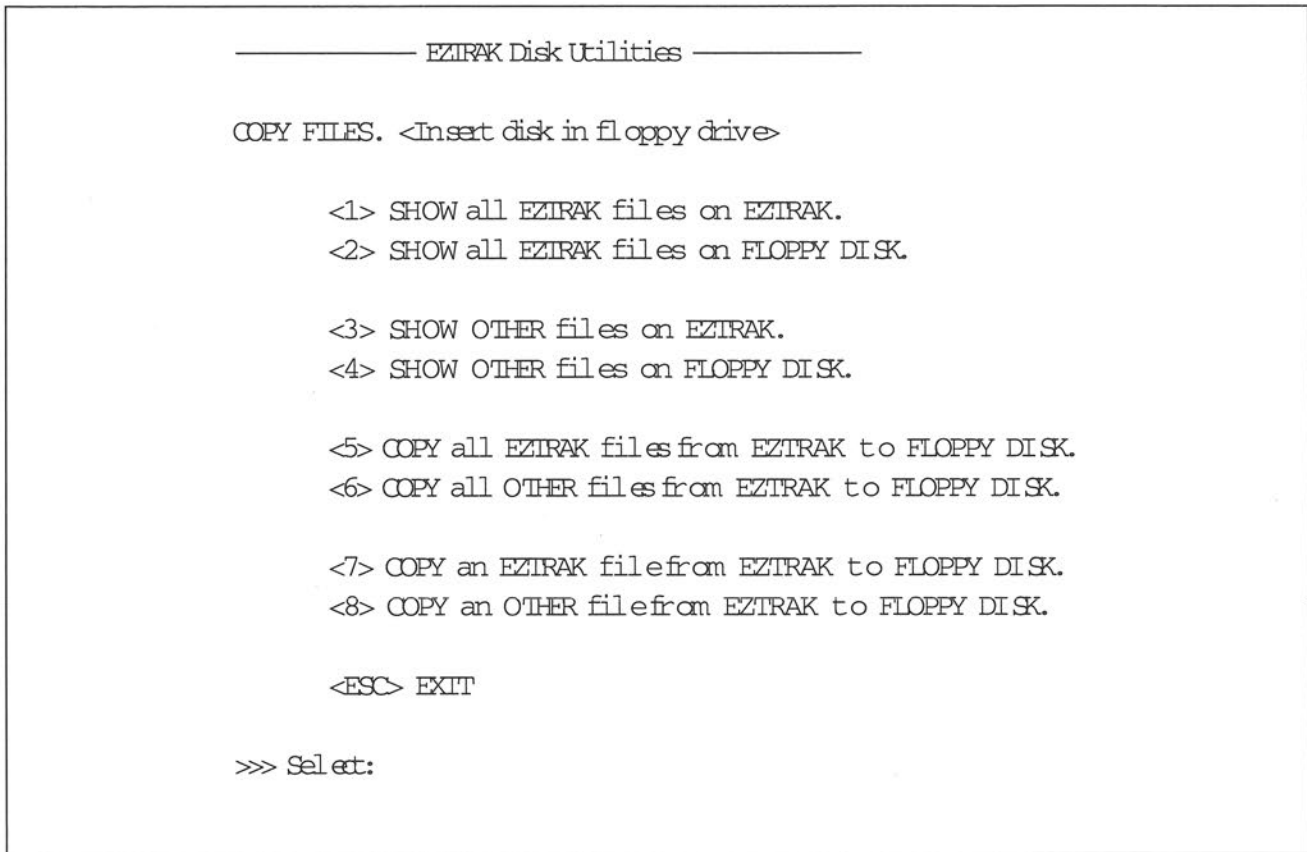 EZTRAK Disk Utilities
COPY FILES. <Insert disk in floppy drive>
<1> SHOW all EZTRAK files on EZTRAK.
<2> SHOW all EZTRAK files on FLOPPY DISK.
<3> SHOW OTHER files on EZTRAK.
<4> SHOW OTHER files on FLOPPY DISK.
<5> COPY all EZTRAK files from EZTRAK to FLOPPY DISK.
<6> COPY all OTHER files from EZTRAK to FLOPPY DISK.
<7> COPY an EZTRAK file from EZTRAK to FLOPPY DISK.
<8> COPY an OTHER file from EZTRAK to FLOPPY DISK.
<ESC> EXIT
>>> Select: